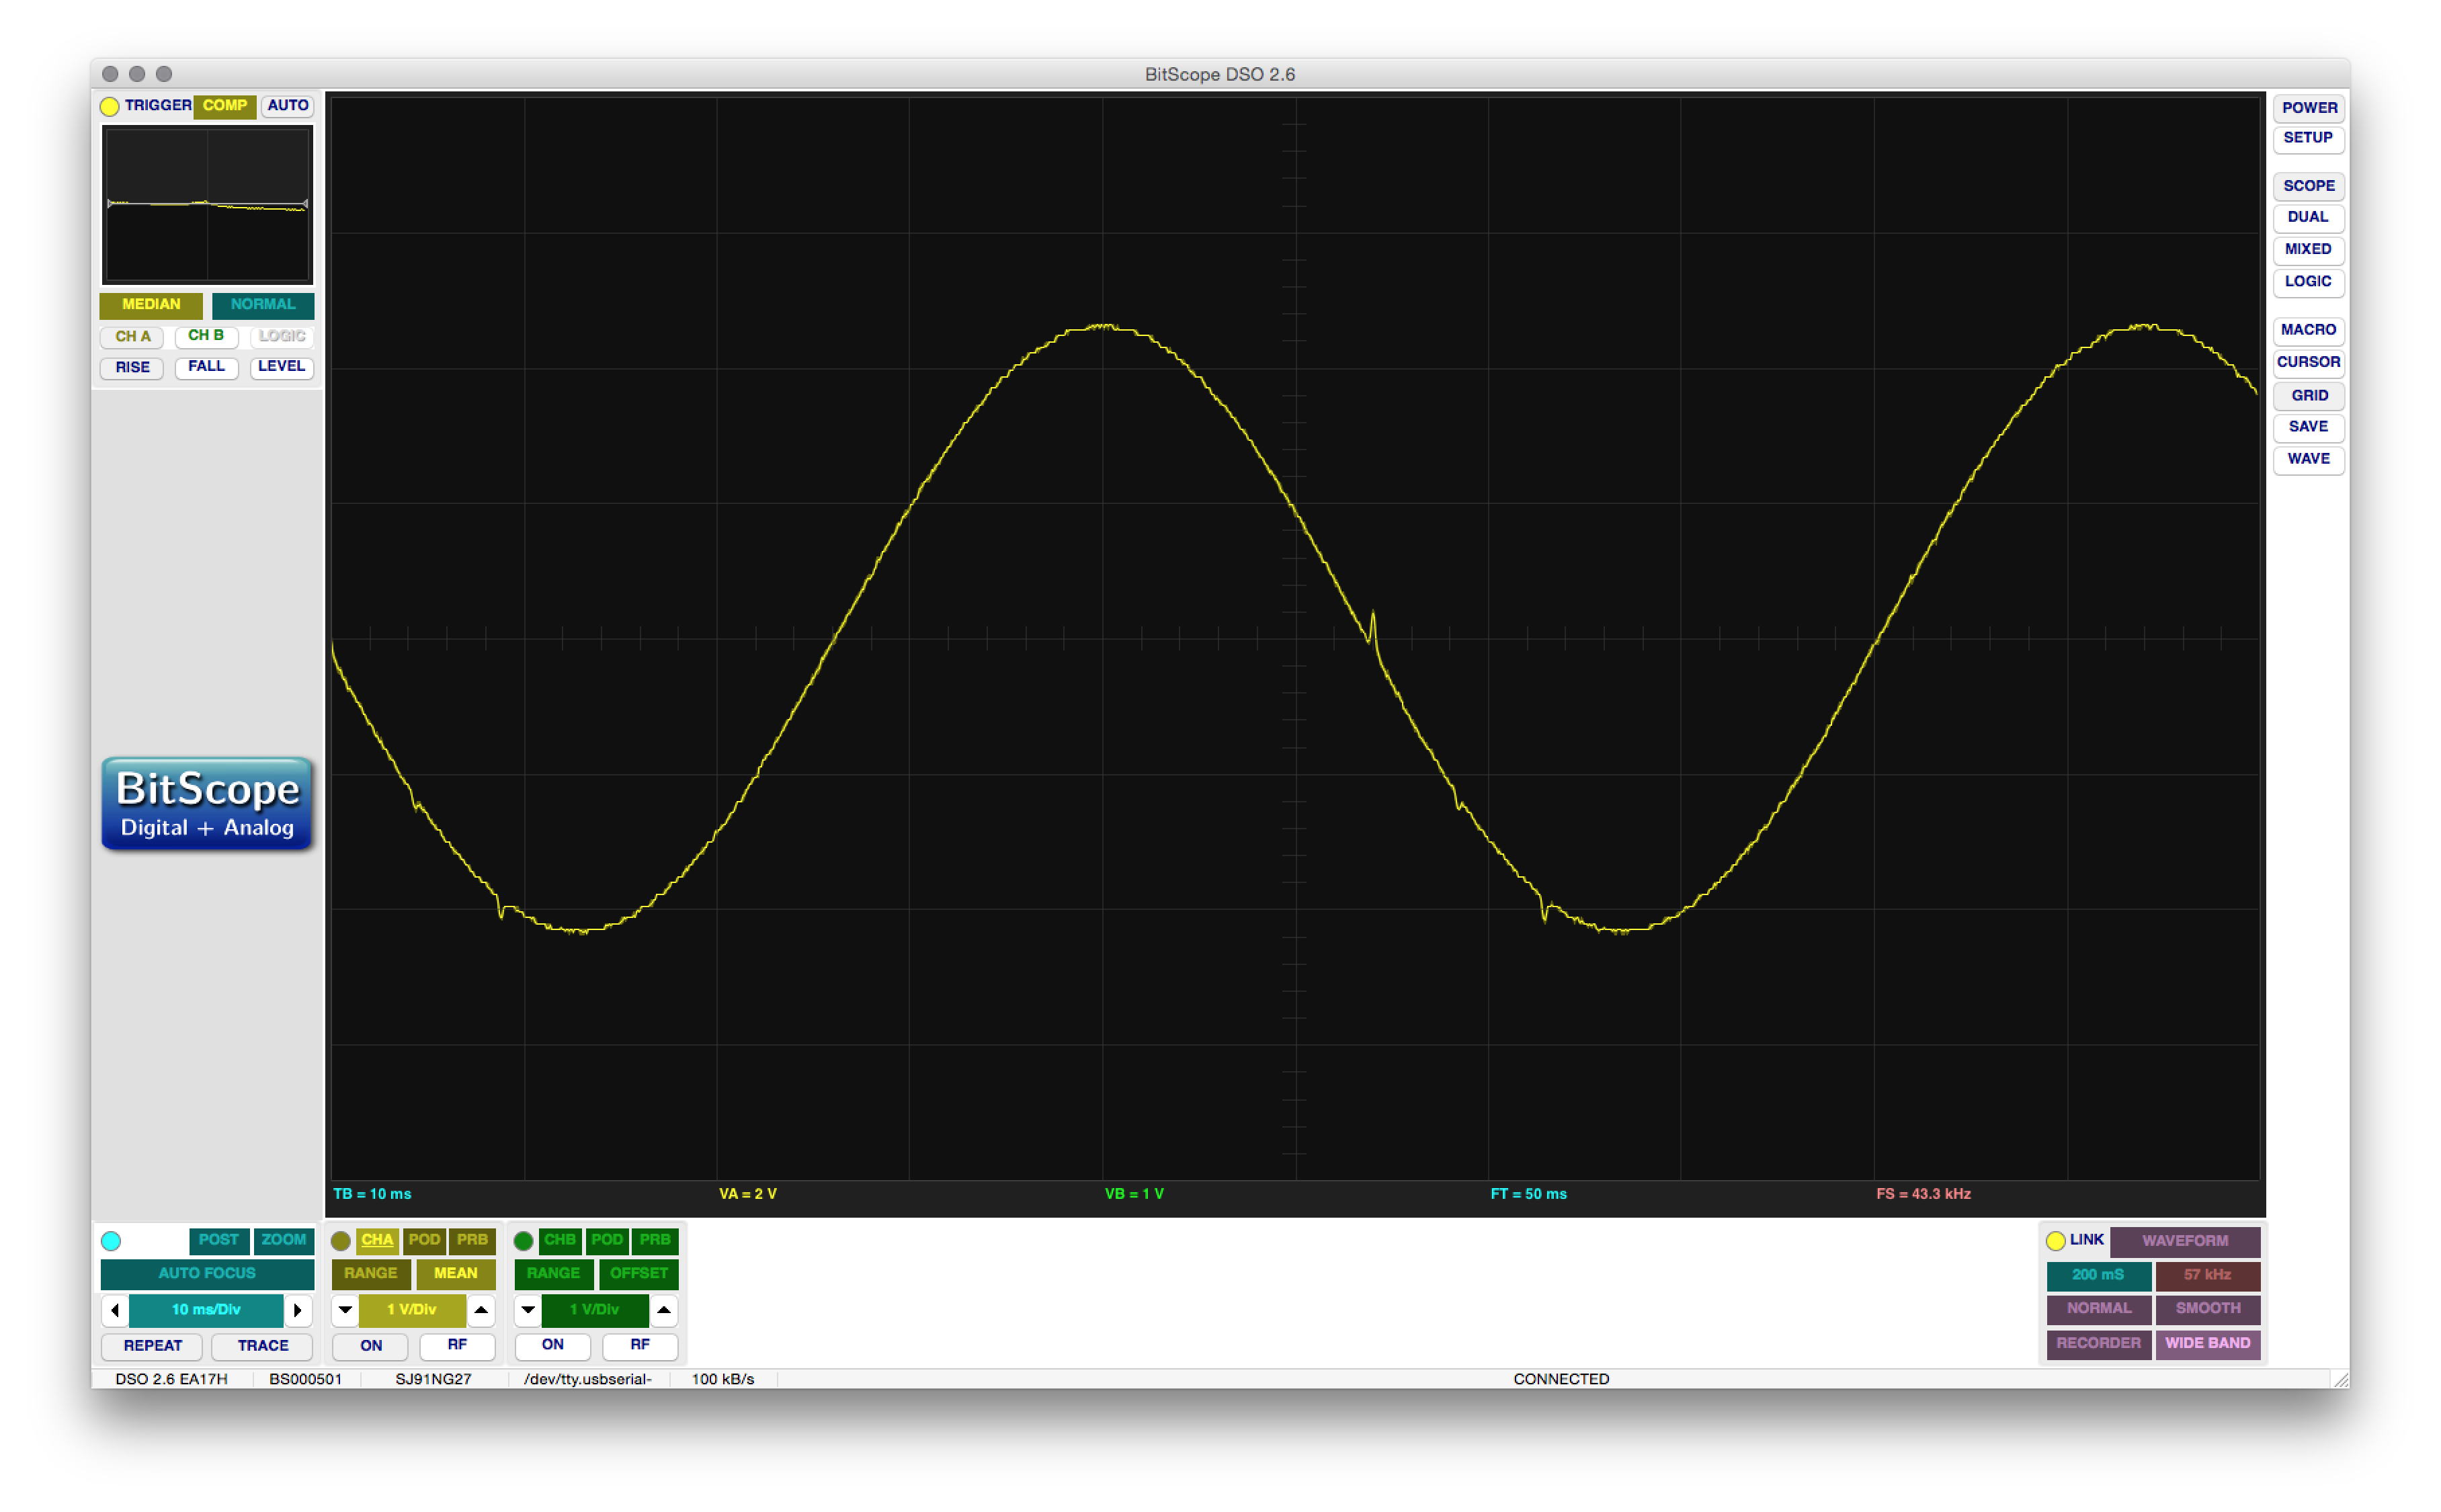 BitScope DSO 2.6
TRIGGER COMP AUTO
MEDIAN NORMAL
CH A CH B LOGIC
RISE FALL LEVEL
BitScope
Digital + Analog
POWER
SETUP
SCOPE
DUAL
MIXED
LOGIC
MACRO
CURSOR
GRID
SAVE
WAVE
TB = 10 ms VA = 2 V VB = 1 V FT = 50 ms FS = 43.3 kHz
POST ZOOM
AUTO FOCUS
10 ms/Div
REPEAT TRACE
CHA POD PRB
RANGE MEAN
1 V/Div
ON RF
CHB POD PRB
RANGE OFFSET
1 V/Div
ON RF
LINK WAVEFORM
200 mS 57 kHz
NORMAL SMOOTH
RECORDER WIDE BAND
DSO 2.6 EA17H BS000501 SJ91NG27 /dev/tty.usbserial- 100 kB/s CONNECTED